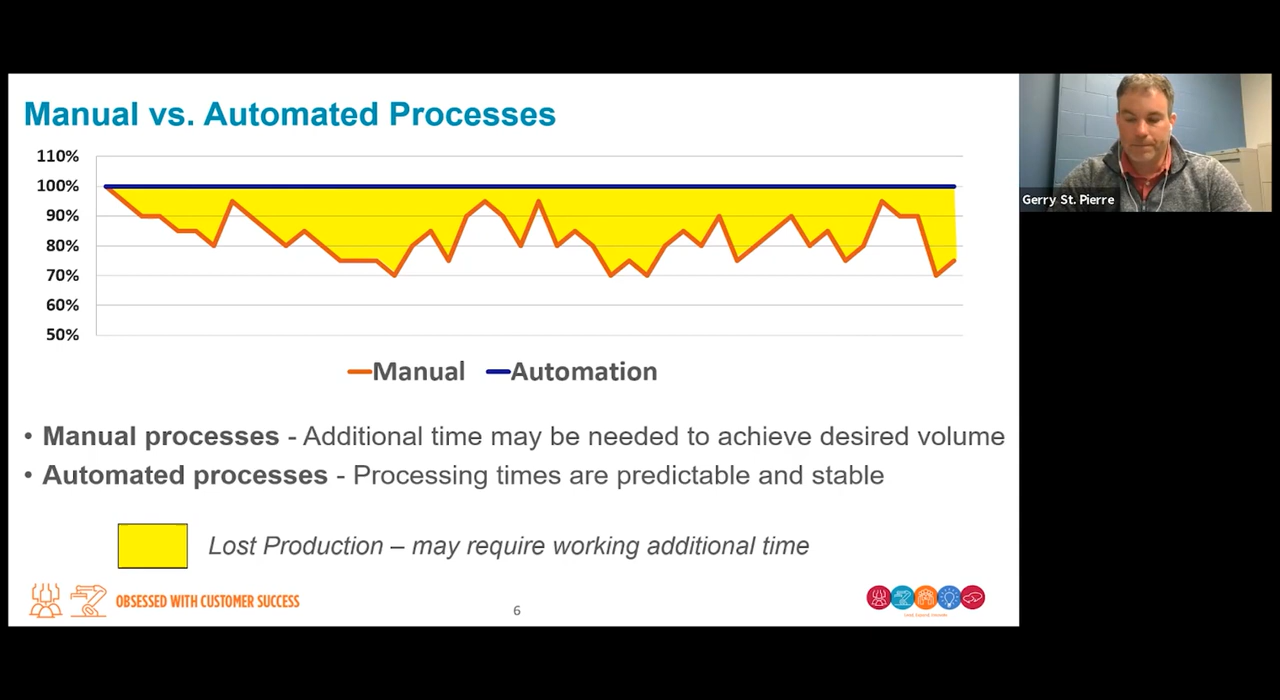 Manual vs. Automated Processes
110%
100%
90%
80%
70%
60%
50%
Manual Automation
• Manual processes - Additional time may be needed to achieve desired volume
• Automated processes - Processing times are predictable and stable
Lost Production – may require working additional time
OBSESSED WITH CUSTOMER SUCCESS
6
Gerry St. Pierre